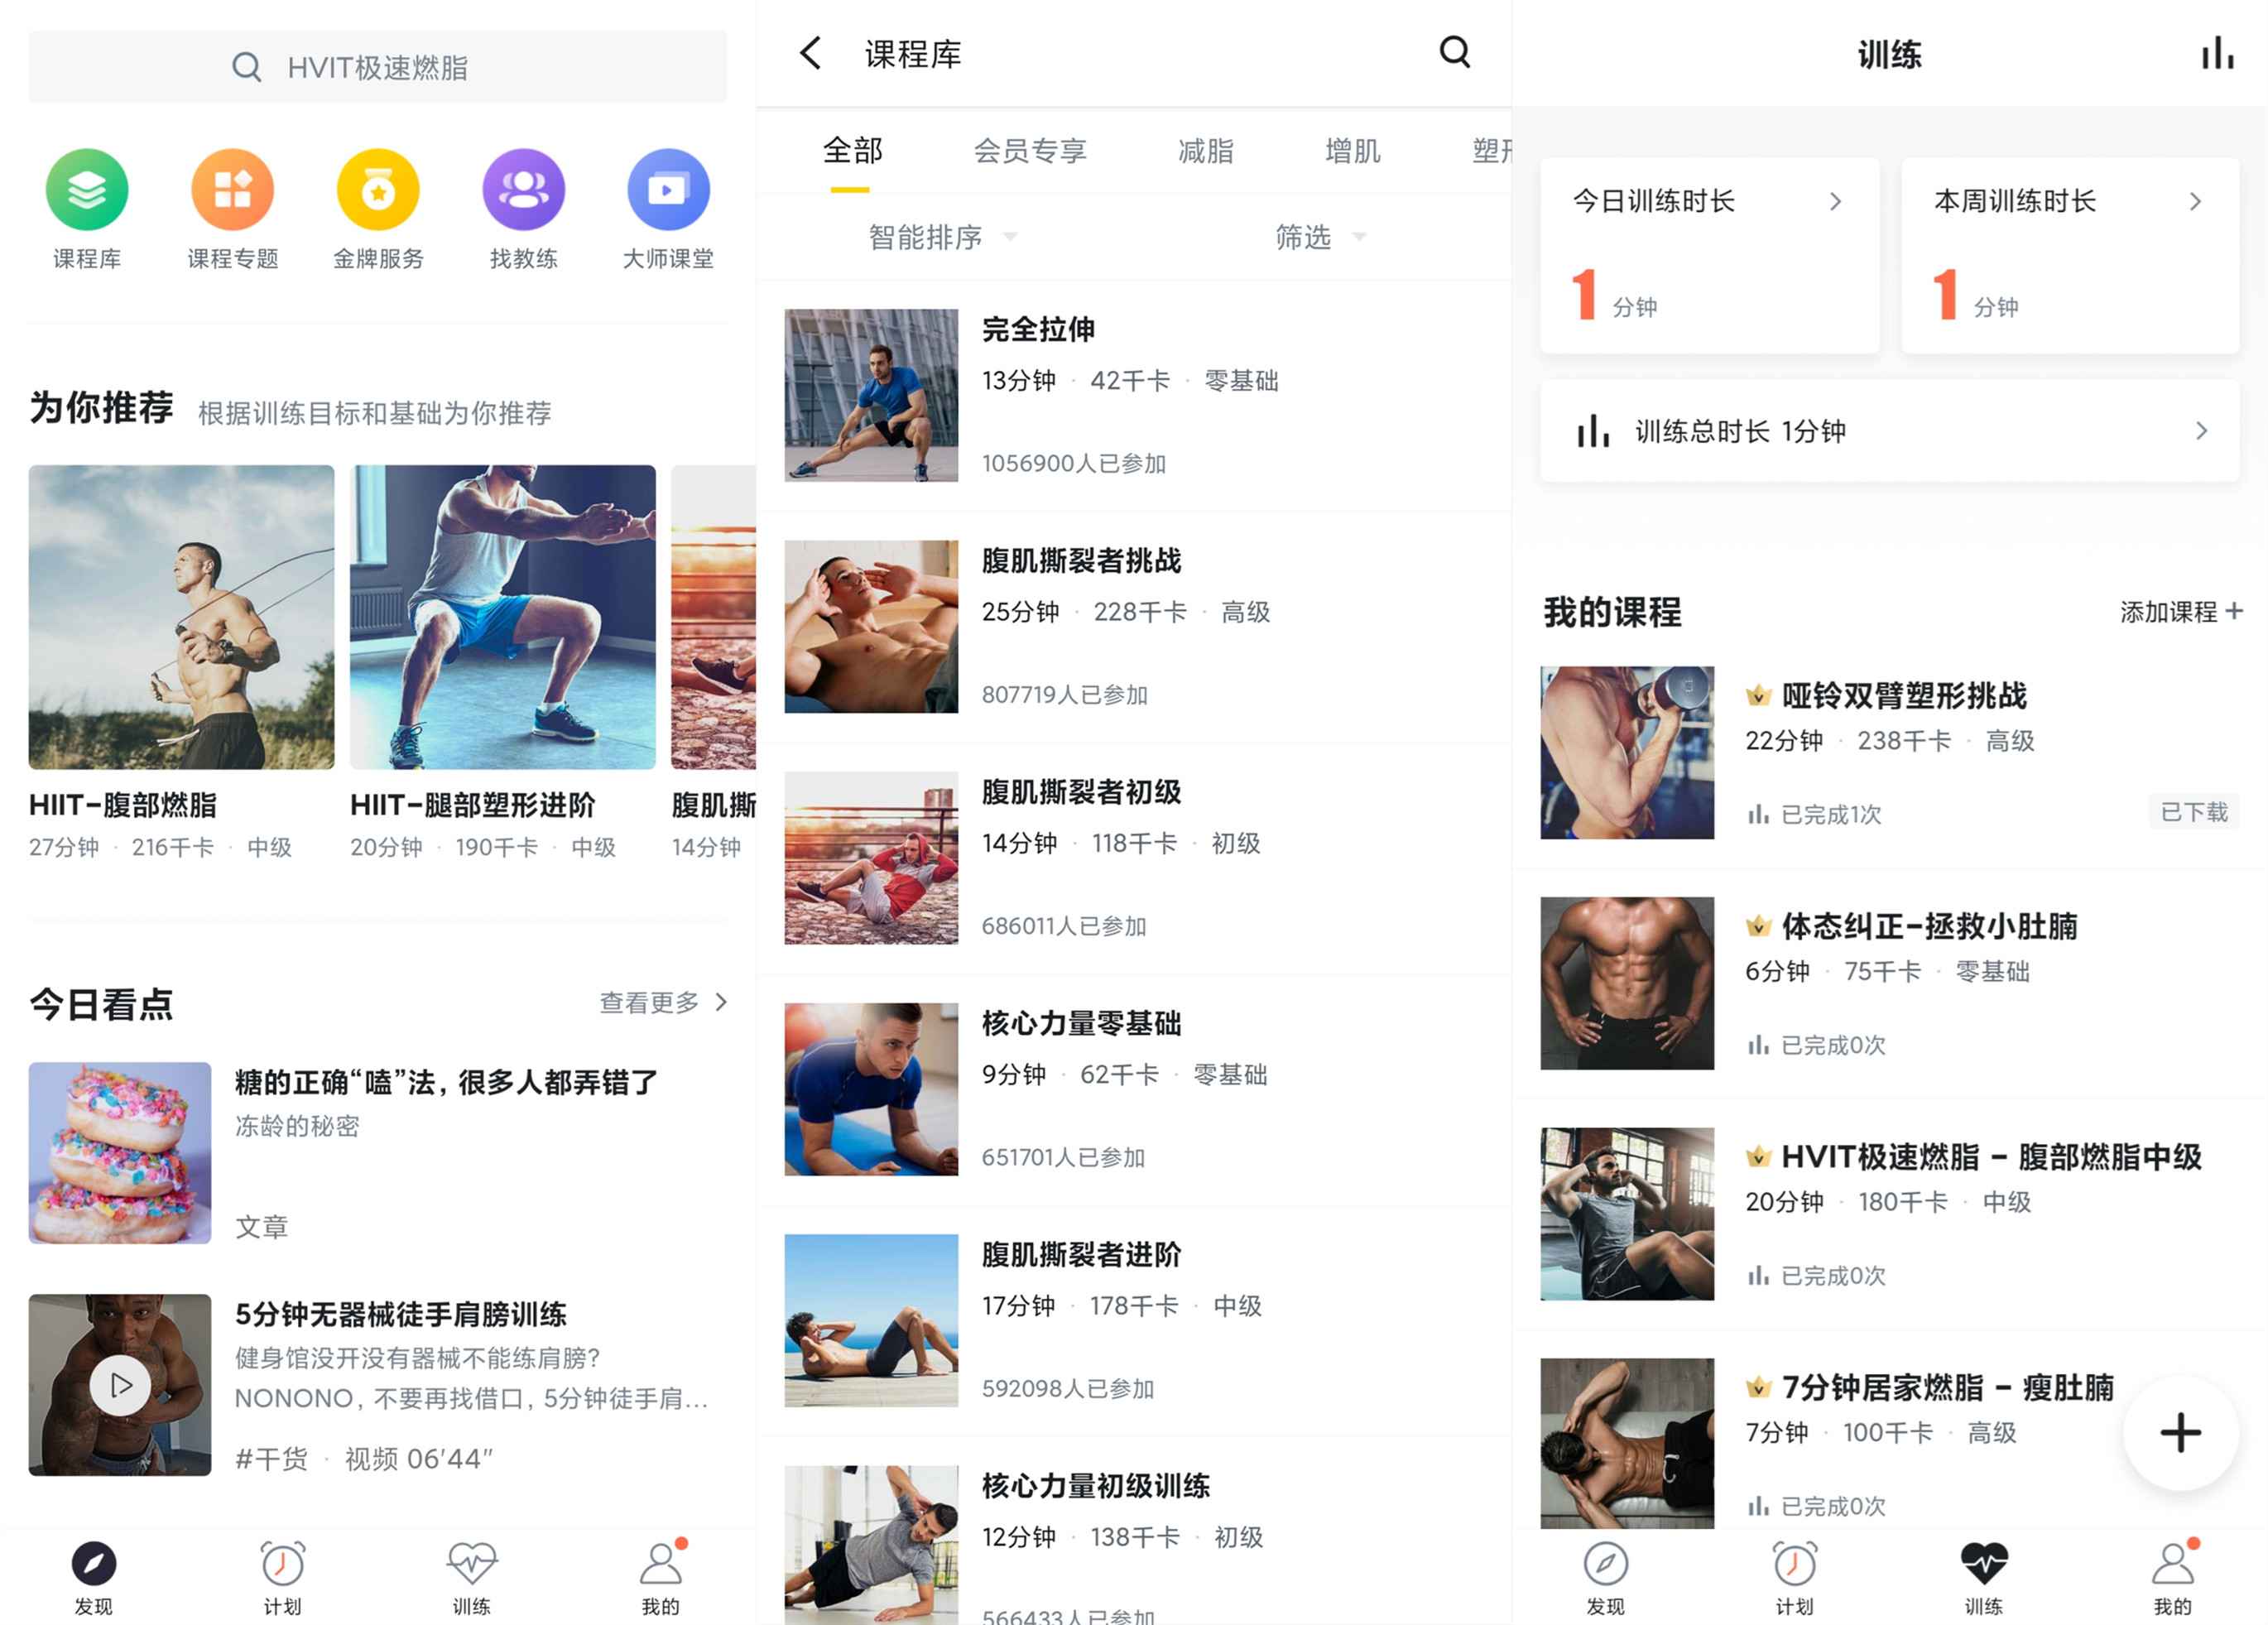 HVIT极速燃脂
课程库
课程专题
金牌服务
找教练
大师课堂
为你推荐 根据训练目标和基础为你推荐
HIIT-腹部燃脂
27分钟 · 216千卡 · 中级
HIIT-腿部塑形进阶
20分钟 · 190千卡 · 中级
腹肌撕
14分钟
今日看点 查看更多
糖的正确“嗑”法，很多人都弄错了
冻龄的秘密
文章
5分钟无器械徒手肩膀训练
健身馆没开没有器械不能练肩膀？
NONONO，不要再找借口，5分钟徒手肩...
#干货 · 视频 06′44″
发现
计划
训练
我的
课程库
全部 会员专享 减脂 增肌 塑形
智能排序 筛选
完全拉伸
13分钟 · 42千卡 · 零基础
1056900人已参加
腹肌撕裂者挑战
25分钟 · 228千卡 · 高级
807719人已参加
腹肌撕裂者初级
14分钟 · 118千卡 · 初级
686011人已参加
核心力量零基础
9分钟 · 62千卡 · 零基础
651701人已参加
腹肌撕裂者进阶
17分钟 · 178千卡 · 中级
592098人已参加
核心力量初级训练
12分钟 · 138千卡 · 初级
566433人已参加
训练
今日训练时长
1 分钟
本周训练时长
1 分钟
训练总时长 1分钟
我的课程 添加课程 +
哑铃双臂塑形挑战
22分钟 · 238千卡 · 高级
已完成1次 已下载
体态纠正-拯救小肚腩
6分钟 · 75千卡 · 零基础
已完成0次
HVIT极速燃脂 - 腹部燃脂中级
20分钟 · 180千卡 · 中级
已完成0次
7分钟居家燃脂 - 瘦肚腩
7分钟 · 100千卡 · 高级
已完成0次
发现
计划
训练
我的